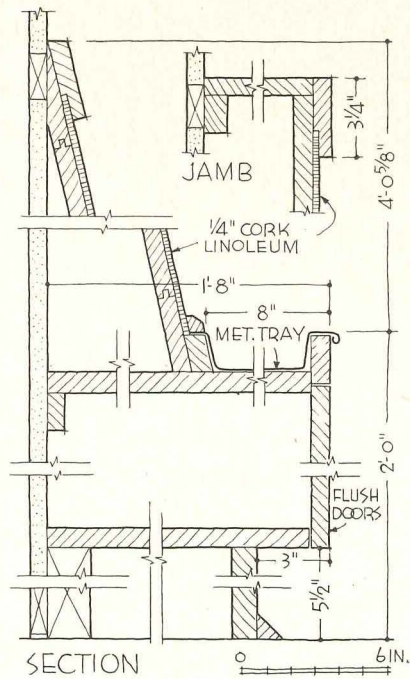 JAMB
3 1/4"
4'-0 5/8"
1/4" CORK
LINOLEUM
1'-8"
8"
MET. TRAY
2'-0"
FLUSH
DOORS
3"
5 1/2"
SECTION
0 6 IN.